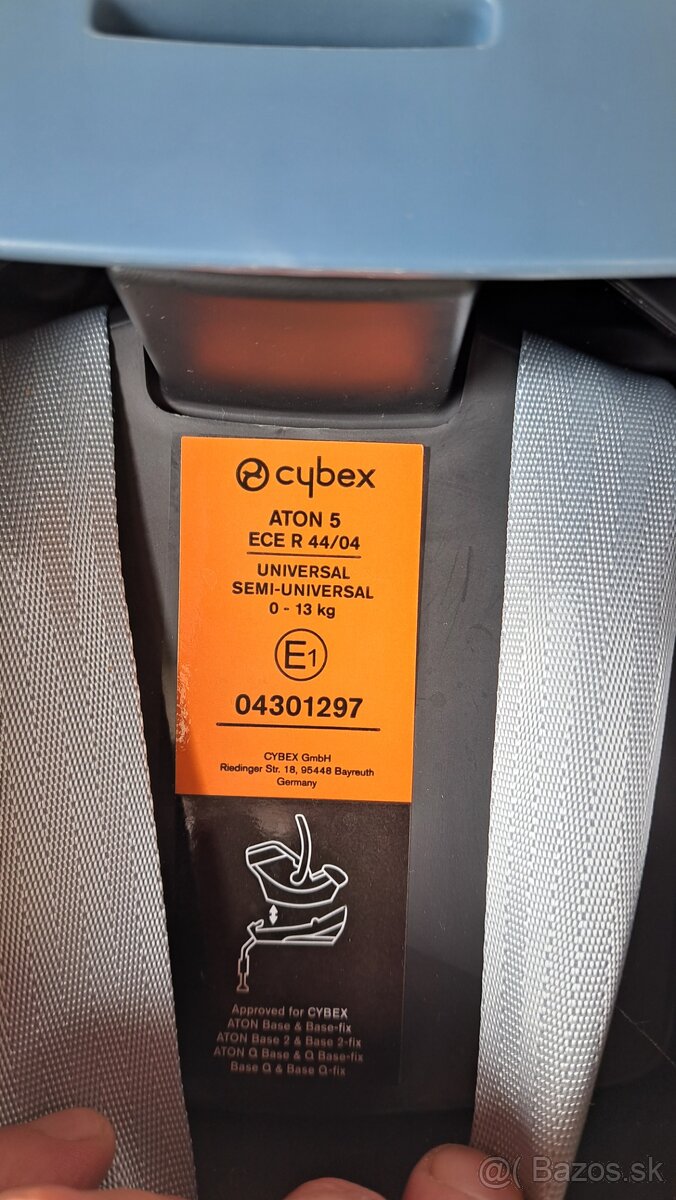 cybex
ATON 5
ECE R 44/04
UNIVERSAL
SEMI-UNIVERSAL
0 - 13 kg
E1
04301297
CYBEX GmbH
Riedinger Str. 18, 95448 Bayreuth
Germany
Approved for CYBEX
ATON Base & Base-fix
ATON Base 2 & Base 2-fix
ATON Q Base & Q Base-fix
Base Q & Base Q-fix
@( Bazos.sk